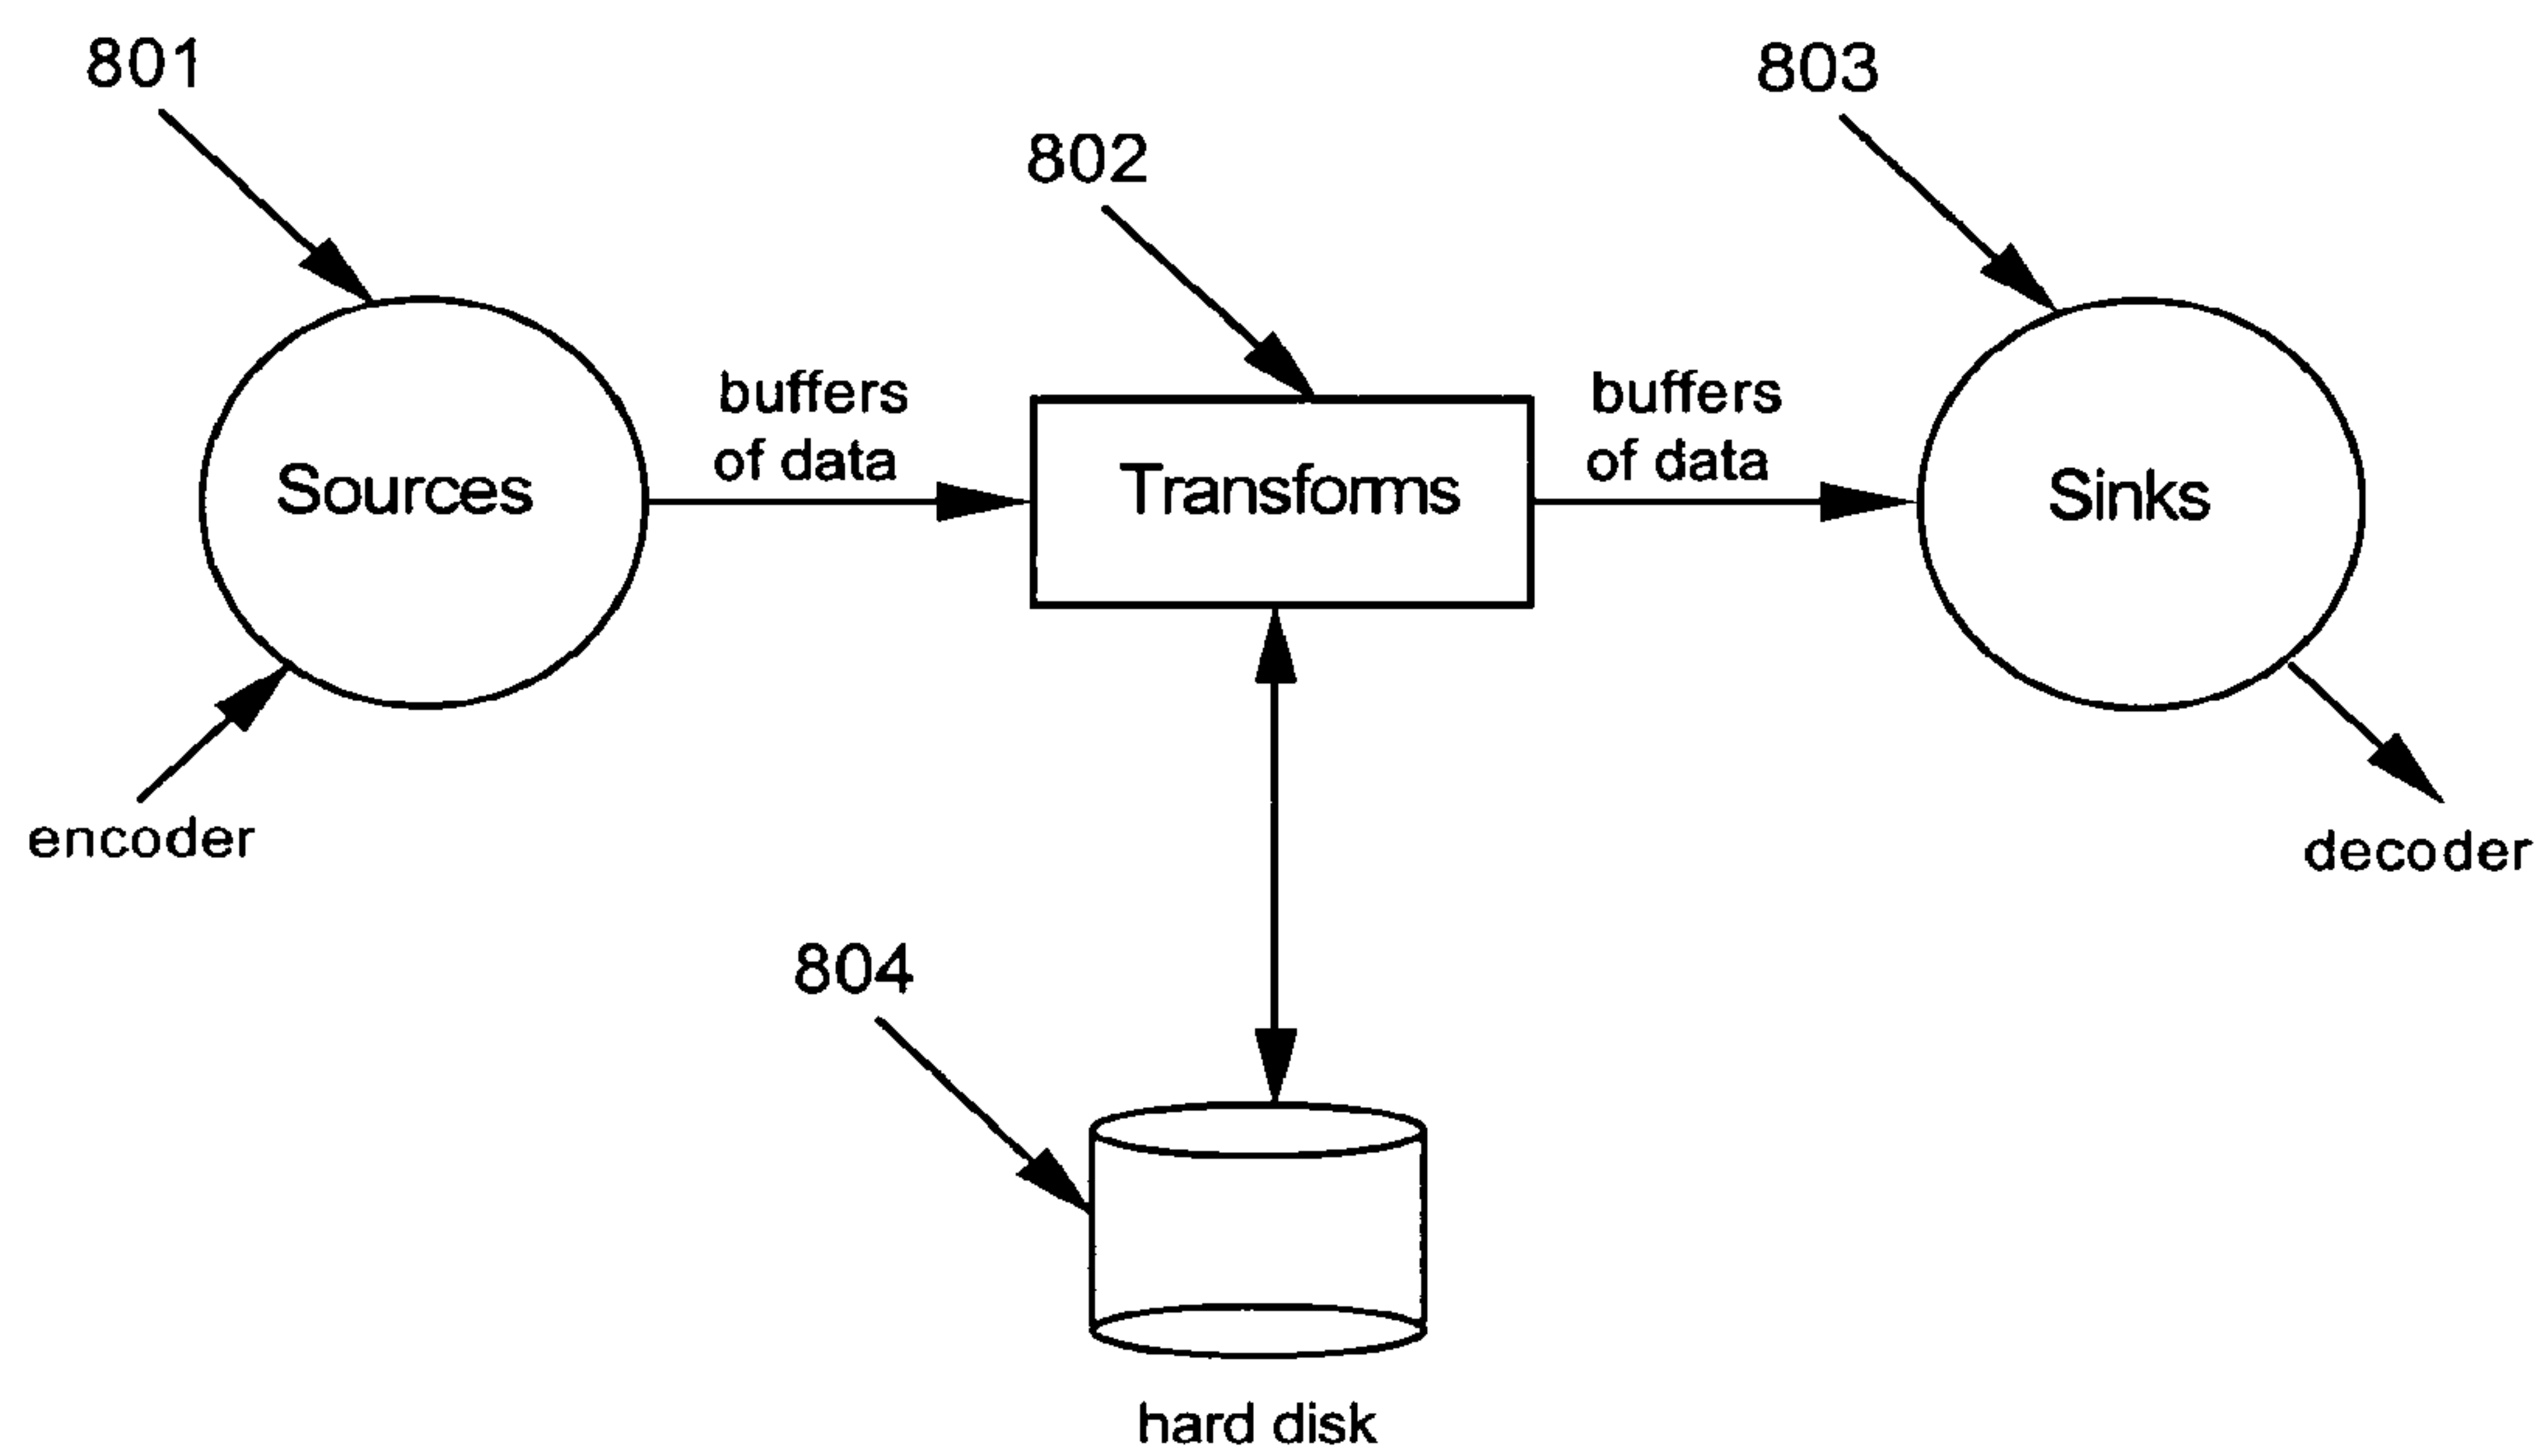 801
803
802
buffers
of data
buffers
of data
Sources
Transforms
Sinks
encoder
decoder
804
hard disk